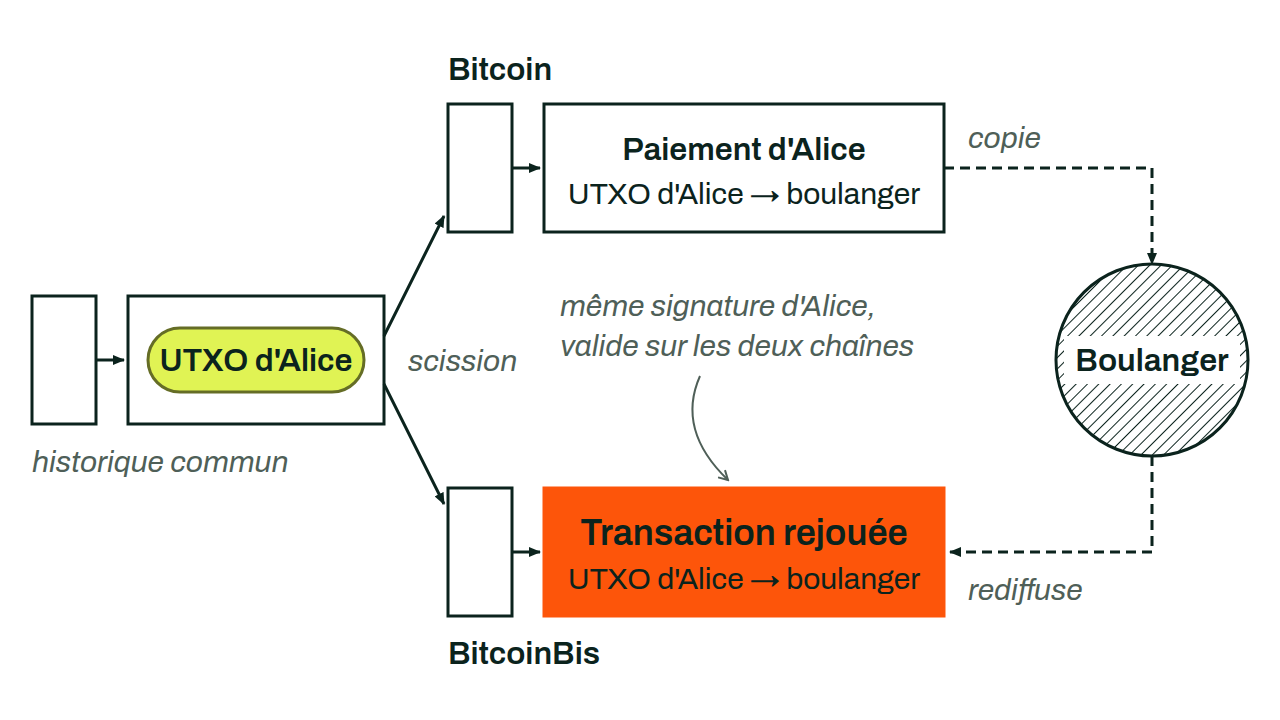 Bitcoin
Paiement d'Alice
UTXO d'Alice → boulanger
copie
même signature d'Alice,
valide sur les deux chaînes
UTXO d'Alice
scission
Boulanger
historique commun
Transaction rejouée
UTXO d'Alice → boulanger
rediffuse
BitcoinBis